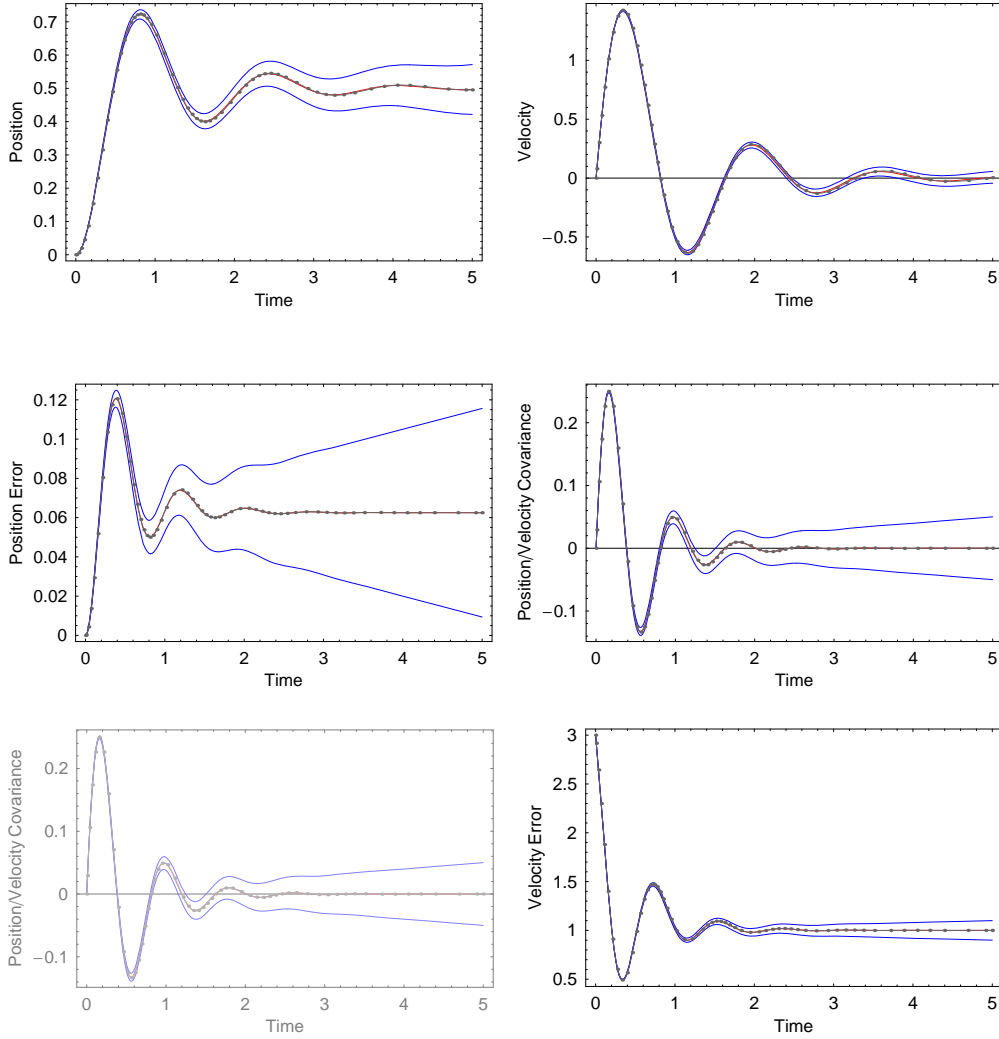 Position
0.7
0.6
0.5
0.4
0.3
0.2
0.1
0
0 1 2 3 4 5
Time
Velocity
1
0.5
0
−0.5
0 1 2 3 4 5
Time
Position Error
0.12
0.1
0.08
0.06
0.04
0.02
0
0 1 2 3 4 5
Time
Position/Velocity Covariance
0.2
0.1
0
−0.1
0 1 2 3 4 5
Time
Position/Velocity Covariance
0.2
0.1
0
−0.1
0 1 2 3 4 5
Time
Velocity Error
3
2.5
2
1.5
1
0.5
0 1 2 3 4 5
Time